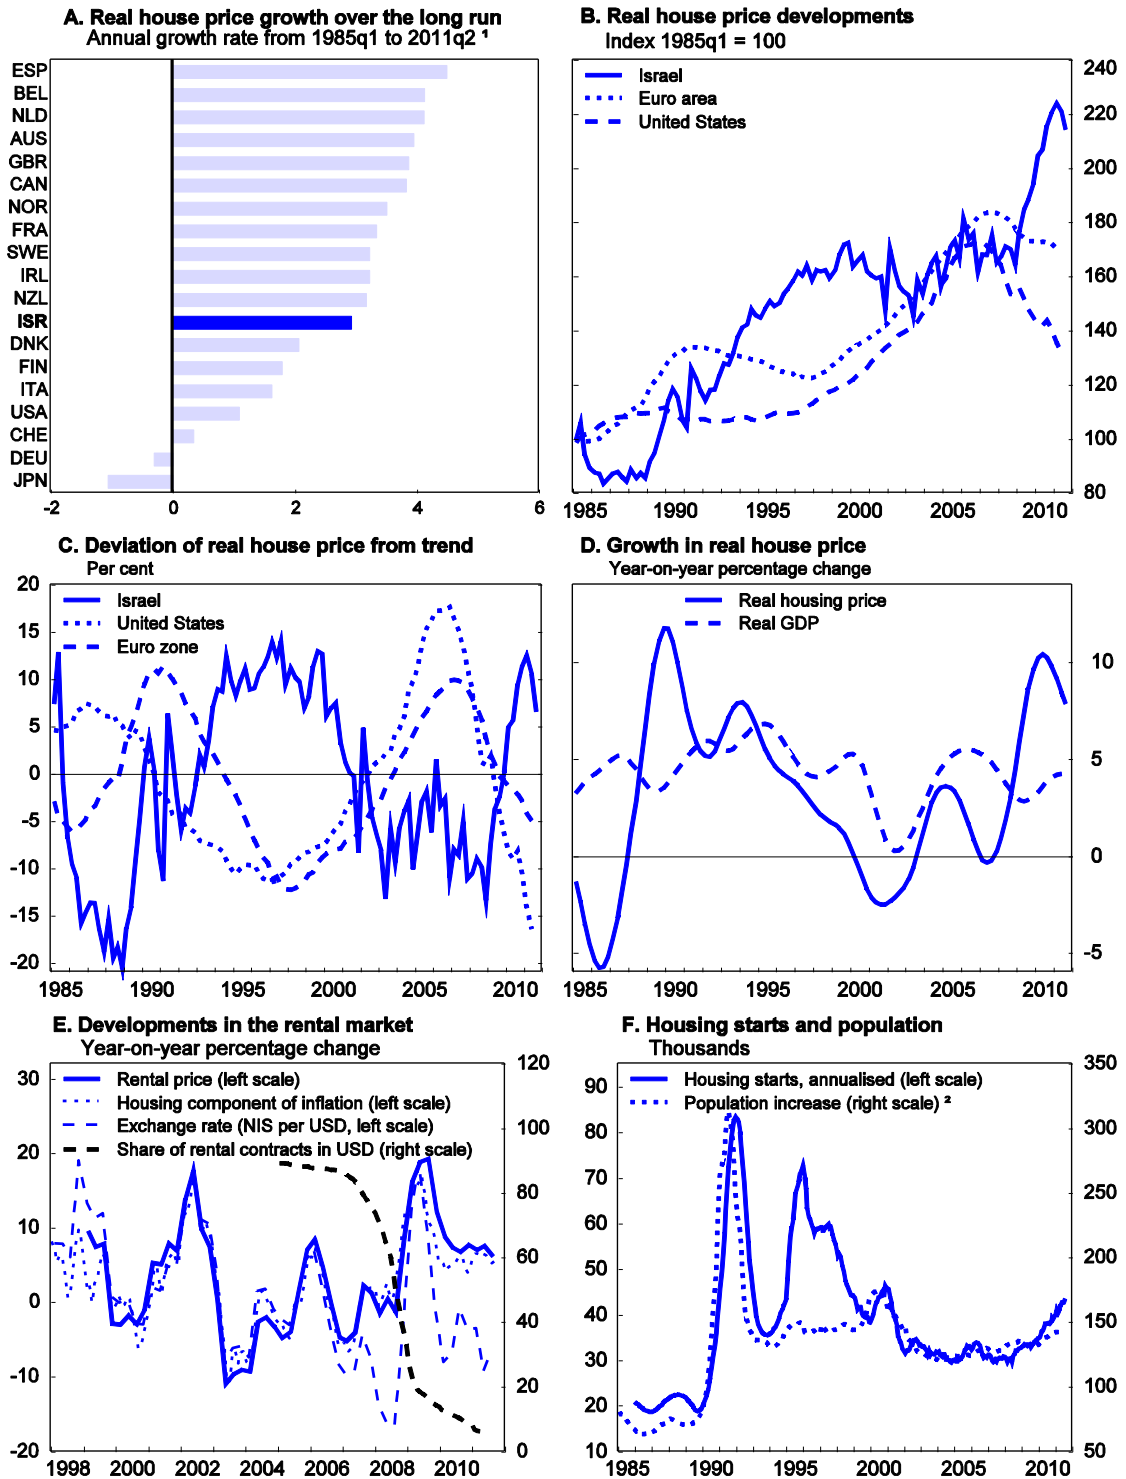 A. Real house price growth over the long run
Annual growth rate from 1985q1 to 2011q2 ¹
ESP
BEL
NLD
AUS
GBR
CAN
NOR
FRA
SWE
IRL
NZL
ISR
DNK
FIN
ITA
USA
CHE
DEU
JPN
-2 0 2 4 6
B. Real house price developments
Index 1985q1 = 100
Israel
Euro area
United States
240
220
200
180
160
140
120
100
80
1985 1990 1995 2000 2005 2010
C. Deviation of real house price from trend
Per cent
Israel
United States
Euro zone
20
15
10
5
0
-5
-10
-15
-20
1985 1990 1995 2000 2005 2010
D. Growth in real house price
Year-on-year percentage change
Real housing price
Real GDP
10
5
0
-5
1985 1990 1995 2000 2005 2010
E. Developments in the rental market
Year-on-year percentage change
Rental price (left scale)
Housing component of inflation (left scale)
Exchange rate (NIS per USD, left scale)
Share of rental contracts in USD (right scale)
30
20
10
0
-10
-20
120
100
80
60
40
20
0
1998 2000 2002 2004 2006 2008 2010
F. Housing starts and population
Thousands
Housing starts, annualised (left scale)
Population increase (right scale) ²
90
80
70
60
50
40
30
20
10
350
300
250
200
150
100
50
1985 1990 1995 2000 2005 2010